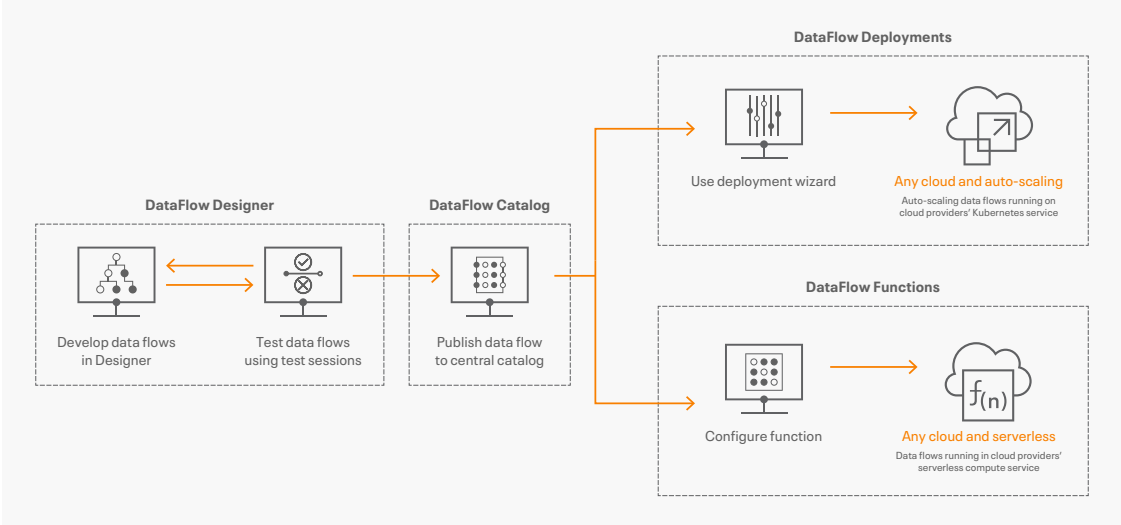 DataFlow Designer
Develop data flows
in Designer
Test data flows
using test sessions
DataFlow Catalog
Publish data flow
to central catalog
DataFlow Deployments
Use deployment wizard
Any cloud and auto-scaling
Auto-scaling data flows running on
cloud providers' Kubernetes service
DataFlow Functions
Configure function
f(n)
Any cloud and serverless
Data flows running in cloud providers'
serverless compute service